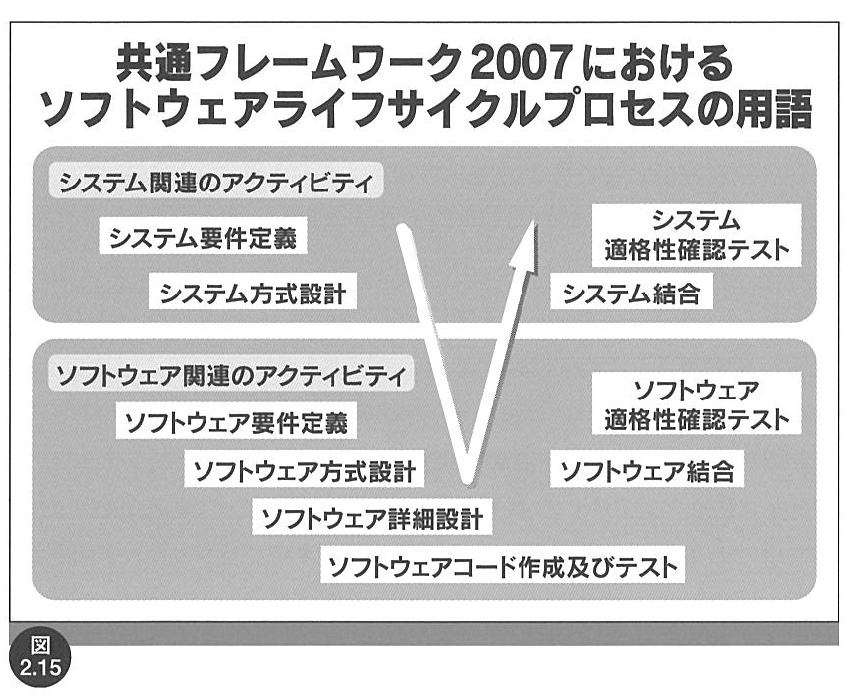 共通フレームワーク2007における
ソフトウェアライフサイクルプロセスの用語
システム関連のアクティビティ
システム要件定義
システム方式設計
システム
適格性確認テスト
システム結合
ソフトウェア関連のアクティビティ
ソフトウェア要件定義
ソフトウェア方式設計
ソフトウェア詳細設計
ソフトウェアコード作成及びテスト
ソフトウェア
適格性確認テスト
ソフトウェア結合
図
2.15